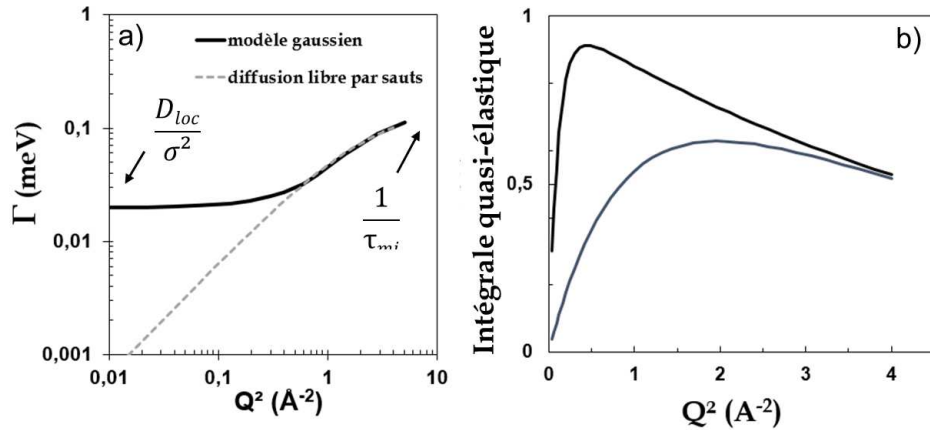 a)
modèle gaussien
diffusion libre par sauts
1
0,1
0,01
0,001
Γ (meV)
D_loc
σ²
1
τ_mi
0,01
0,1
1
10
Q² (Å⁻²)
b)
1
0,5
0
Intégrale quasi-élastique
0
1
2
3
4
Q² (A⁻²)